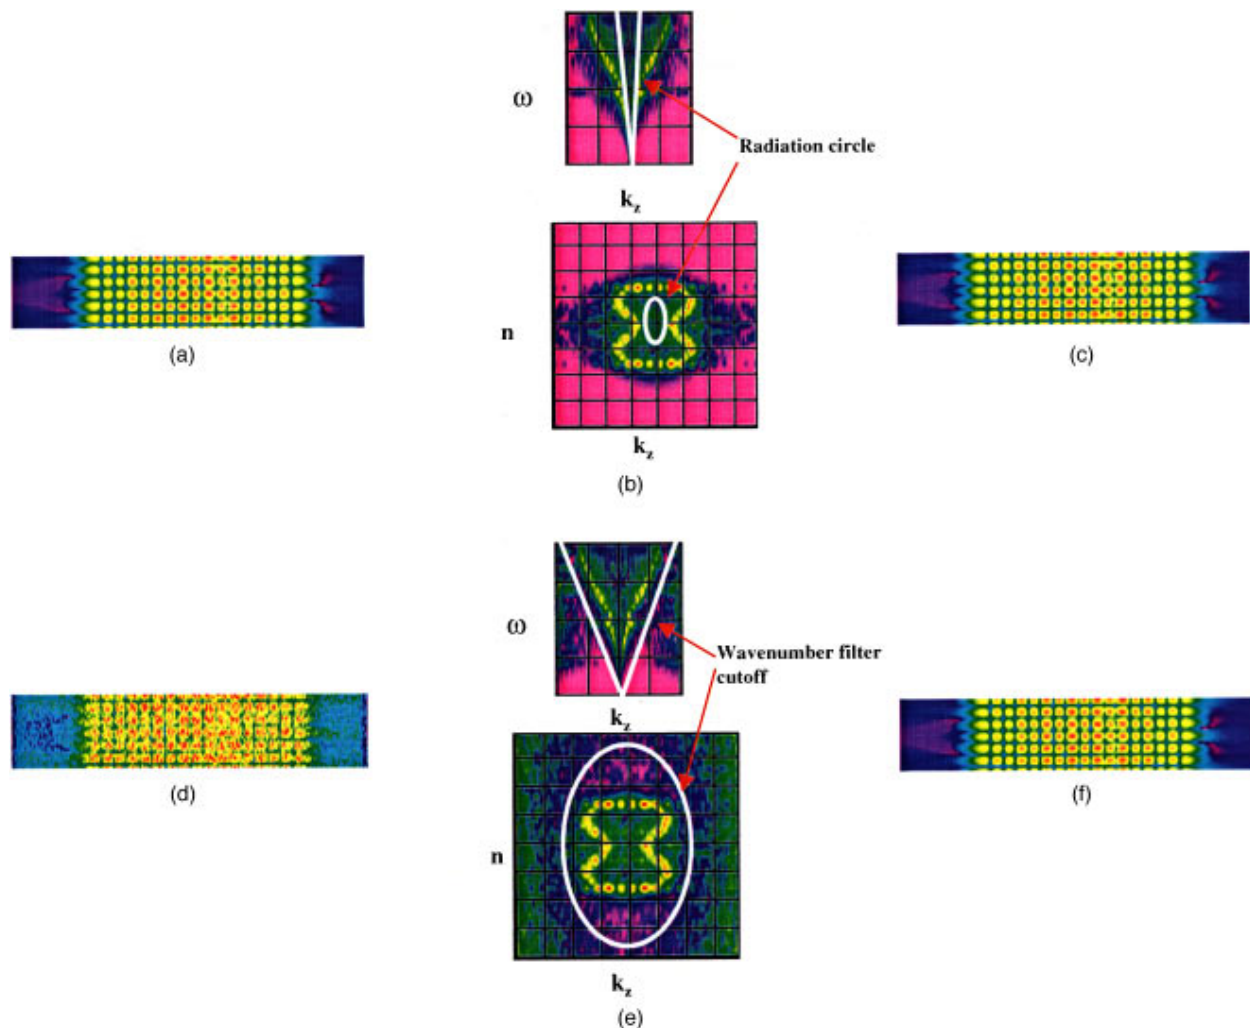 ω
Radiation circle
k_z
(a)
n
(c)
k_z
(b)
ω
Wavenumber filter
cutoff
k_z
(d)
(f)
n
k_z
(e)